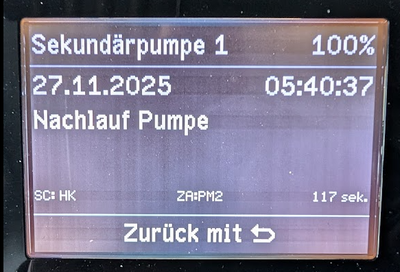 Sekundärpumpe 1 100%
27.11.2025 05:40:37
Nachlauf Pumpe
SC: HK ZA:PM2 117 sek.
Zurück mit ⮌